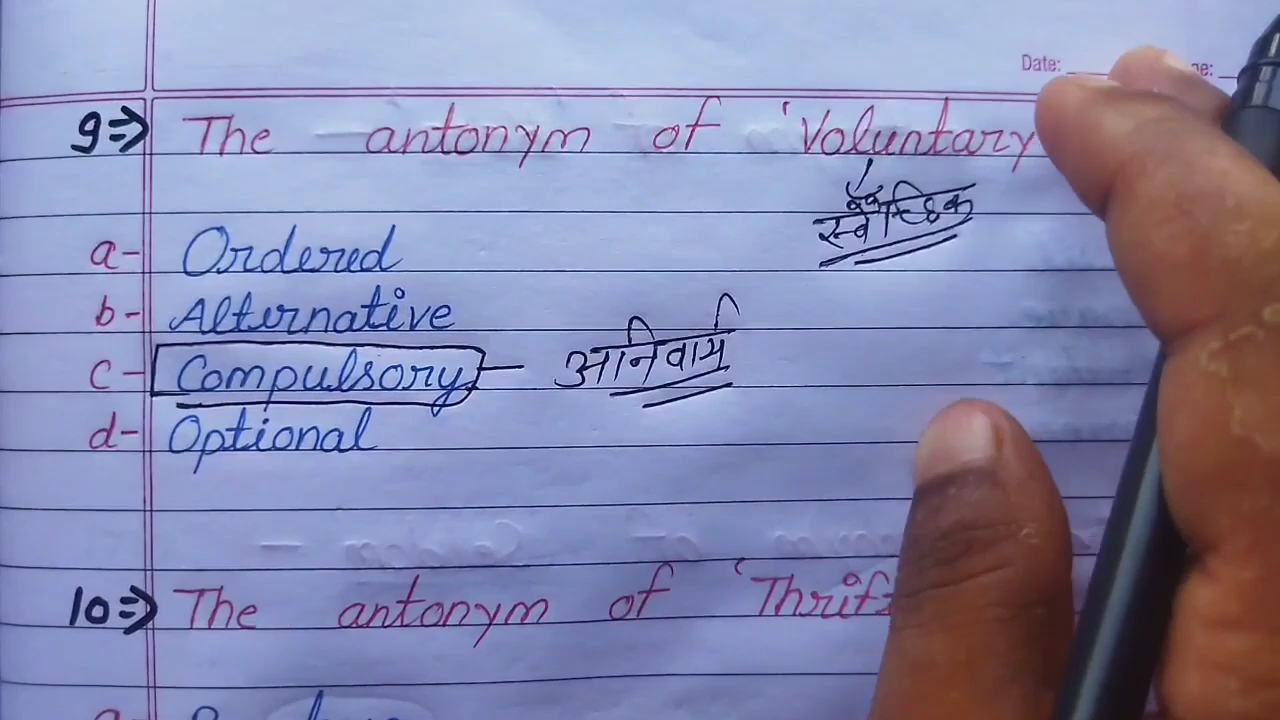 Date:
9⇒ The antonym of 'Voluntary
स्वैच्छिक
a- Ordered
b- Alternative
c- Compulsory — अनिवार्य
d- Optional
10⇒ The antonym of 'Thrif